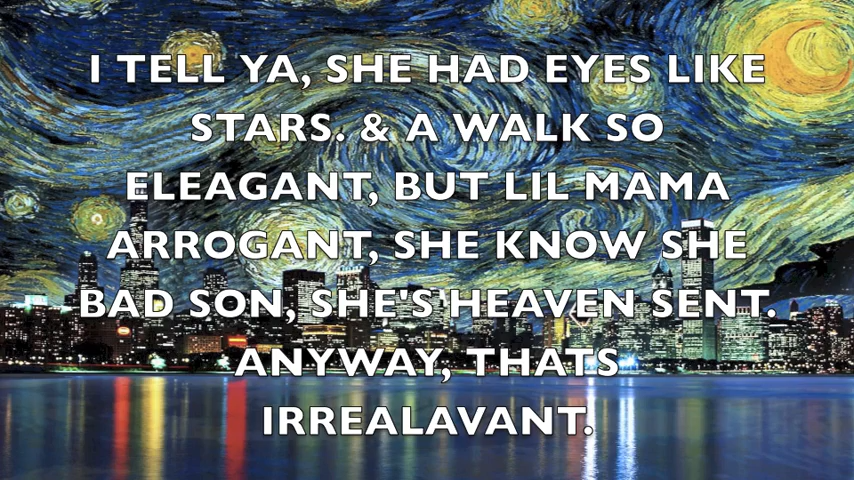 I TELL YA, SHE HAD EYES LIKE
STARS. & A WALK SO
ELEAGANT, BUT LIL MAMA
ARROGANT, SHE KNOW SHE
BAD SON, SHE'S HEAVEN SENT.
ANYWAY, THATS
IRREALAVANT.